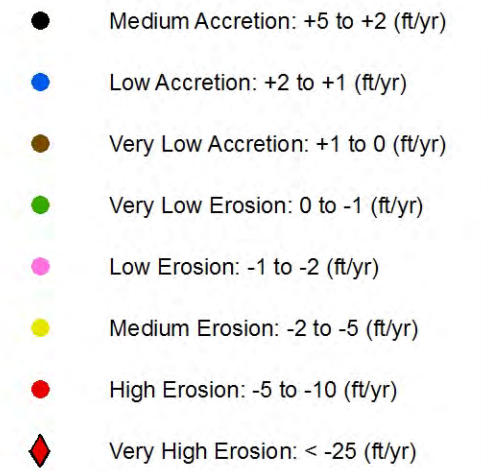 Medium Accretion: +5 to +2 (ft/yr)
Low Accretion: +2 to +1 (ft/yr)
Very Low Accretion: +1 to 0 (ft/yr)
Very Low Erosion: 0 to -1 (ft/yr)
Low Erosion: -1 to -2 (ft/yr)
Medium Erosion: -2 to -5 (ft/yr)
High Erosion: -5 to -10 (ft/yr)
Very High Erosion: < -25 (ft/yr)